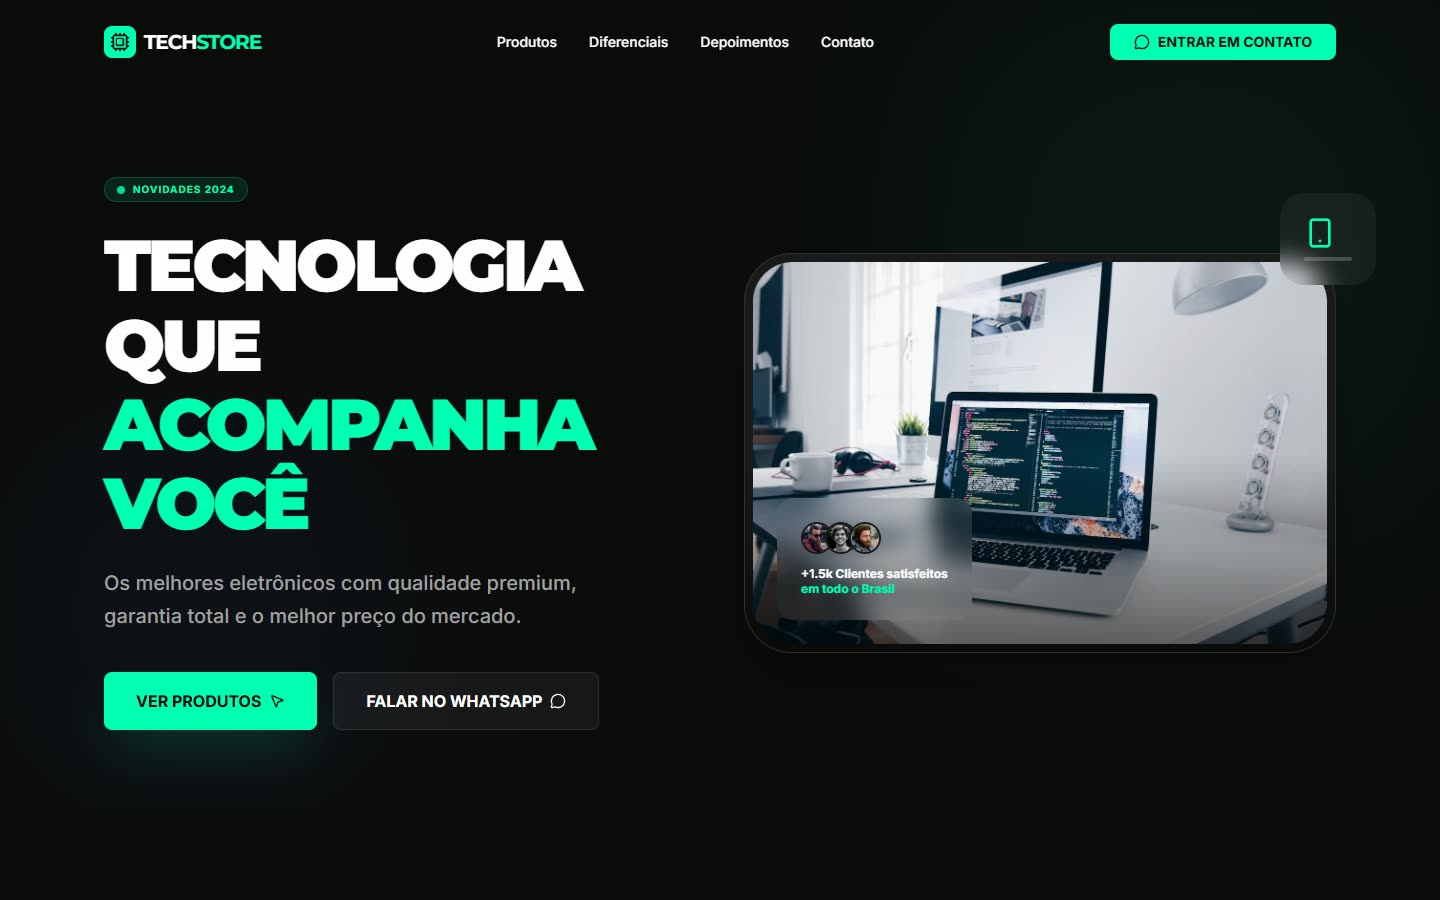 TECHSTORE
Produtos
Diferenciais
Depoimentos
Contato
ENTRAR EM CONTATO
NOVIDADES 2024
TECNOLOGIA
QUE
ACOMPANHA
VOCÊ
Os melhores eletrônicos com qualidade premium,
garantia total e o melhor preço do mercado.
VER PRODUTOS
FALAR NO WHATSAPP
+1.5k Clientes satisfeitos
em todo o Brasil